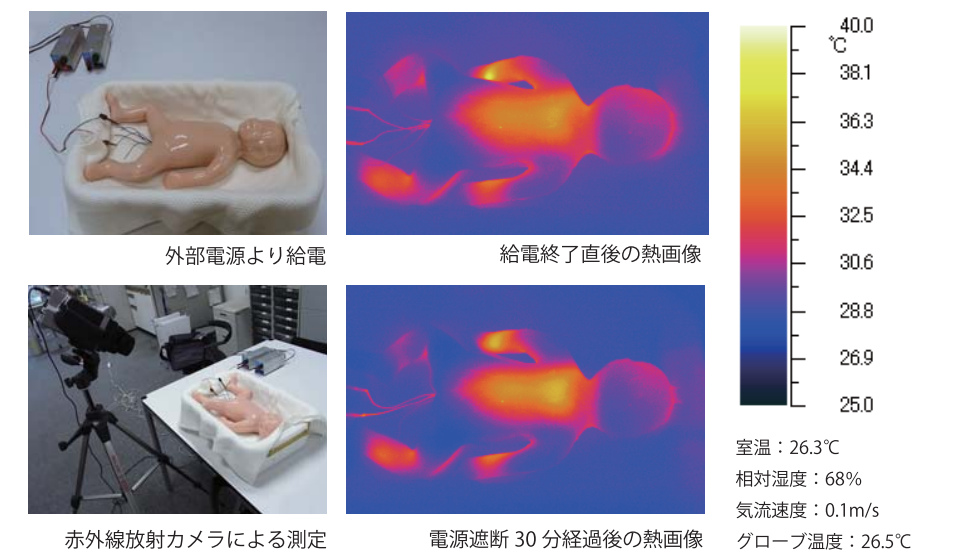 外部電源より給電
給電終了直後の熱画像
赤外線放射カメラによる測定
電源遮断 30 分経過後の熱画像
40.0
℃
38.1
36.3
34.4
32.5
30.6
28.8
26.9
25.0
室温：26.3℃
相対湿度：68%
気流速度：0.1m/s
グローブ温度：26.5℃